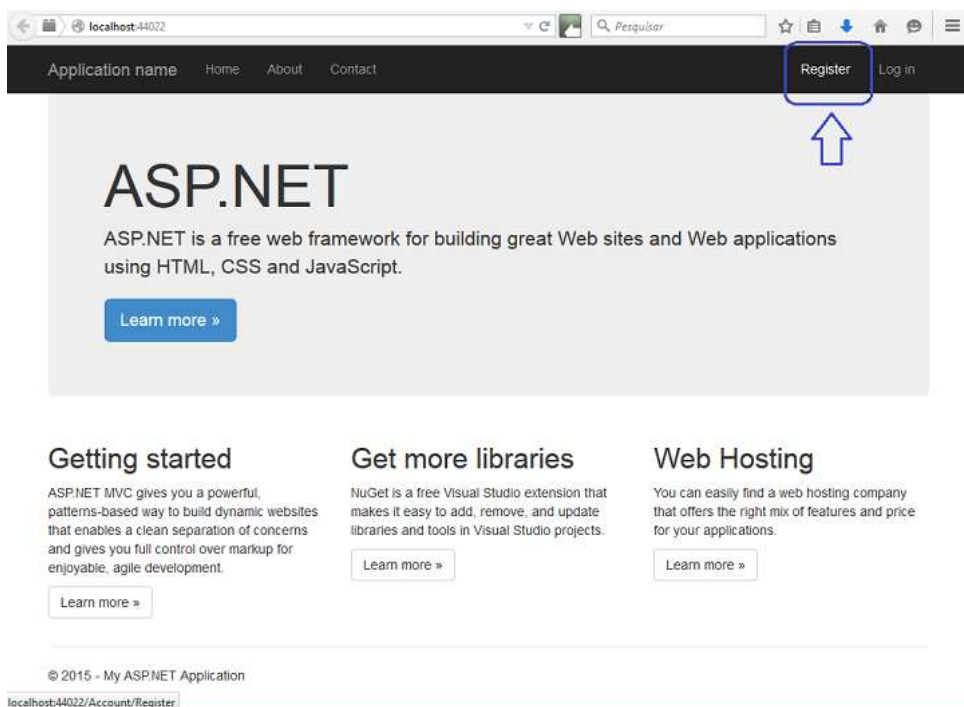 localhost:44022
Pesquisar
Application name Home About Contact Register Log in
ASP.NET
ASP.NET is a free web framework for building great Web sites and Web applications
using HTML, CSS and JavaScript.
Learn more »
Getting started
ASP.NET MVC gives you a powerful,
patterns-based way to build dynamic websites
that enables a clean separation of concerns
and gives you full control over markup for
enjoyable, agile development.
Learn more »
Get more libraries
NuGet is a free Visual Studio extension that
makes it easy to add, remove, and update
libraries and tools in Visual Studio projects.
Learn more »
Web Hosting
You can easily find a web hosting company
that offers the right mix of features and price
for your applications.
Learn more »
© 2015 - My ASP.NET Application
localhost:44022/Account/Register